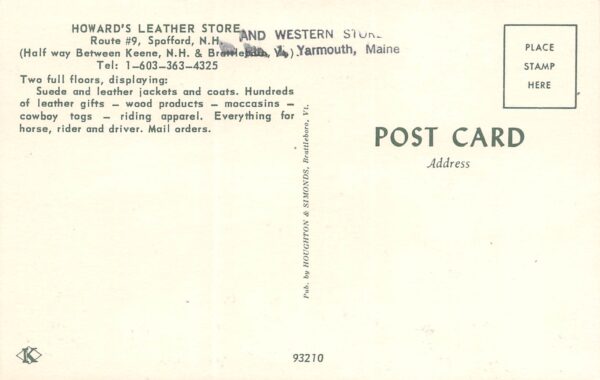 HOWARD'S LEATHER STORE
AND WESTERN STORE
Route #9, Spofford, N.H.
(Half way Between Keene, N.H. & Brattleboro, Vt.)
Yarmouth, Maine
Tel: 1-603-363-4325
Two full floors, displaying:
Suede and leather jackets and coats. Hundreds
of leather gifts – wood products – moccasins –
cowboy togs – riding apparel. Everything for
horse, rider and driver. Mail orders.
Pub. by HOUGHTON & SIMONDS, Brattleboro, Vt.
PLACE
STAMP
HERE
POST CARD
Address
K
93210